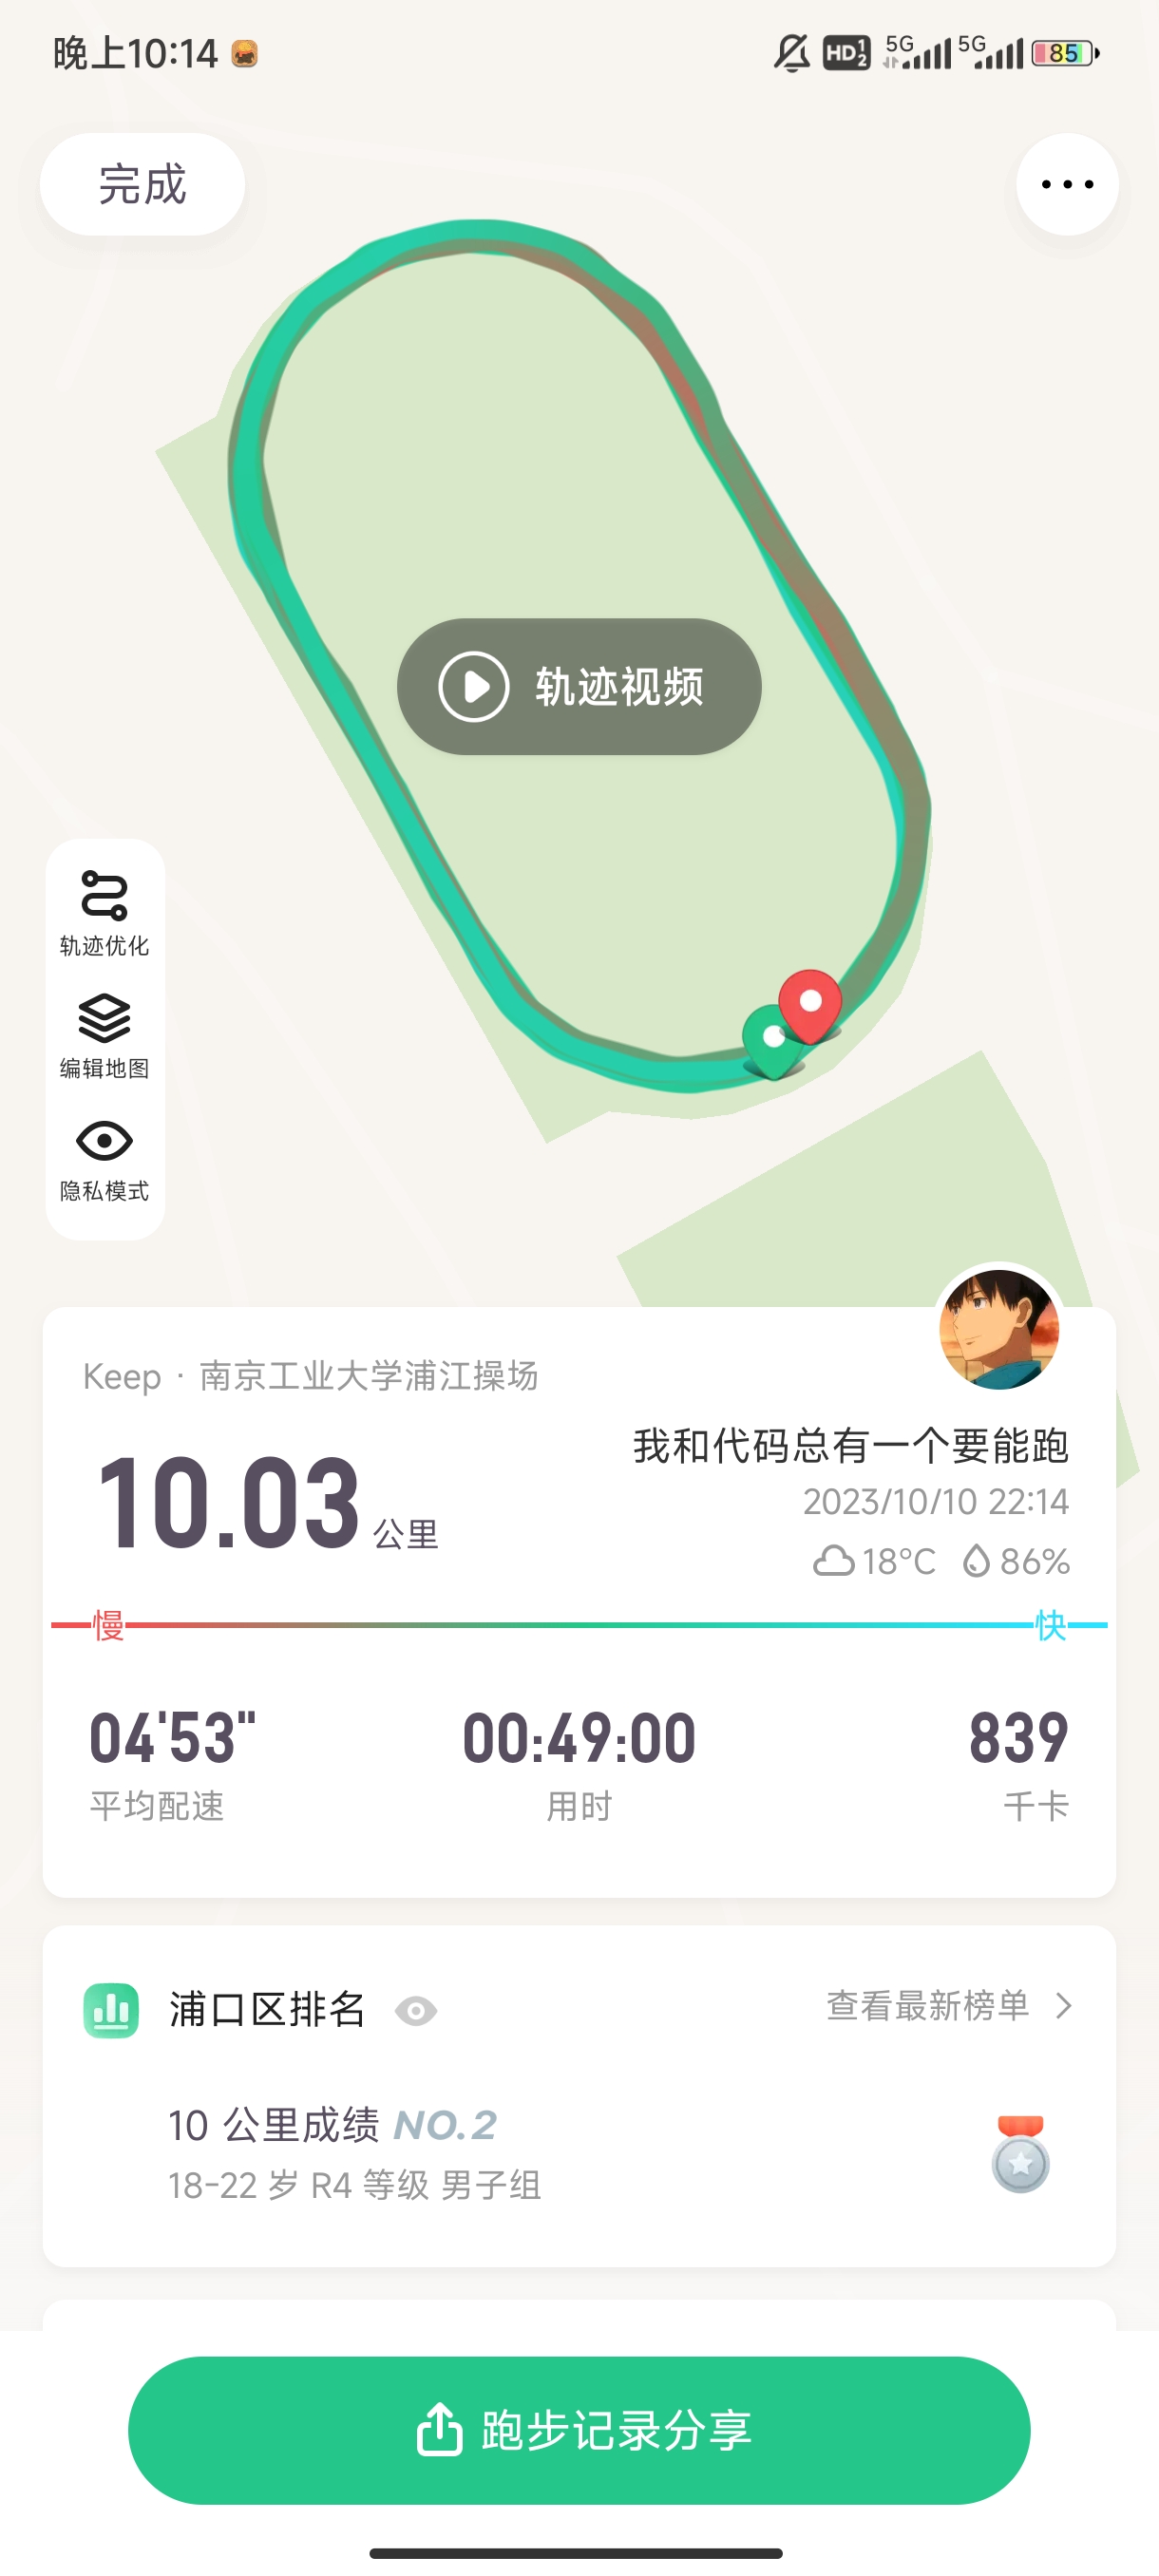 晚上10:14
HD 1 2 5G 5G 85
完成
轨迹视频
轨迹优化
编辑地图
隐私模式
Keep · 南京工业大学浦江操场
我和代码总有一个要能跑
10.03 公里
2023/10/10 22:14
18°C 86%
慢 快
04'53" 00:49:00 839
平均配速 用时 千卡
浦口区排名 查看最新榜单
10 公里成绩 NO.2
18-22 岁 R4 等级 男子组
跑步记录分享